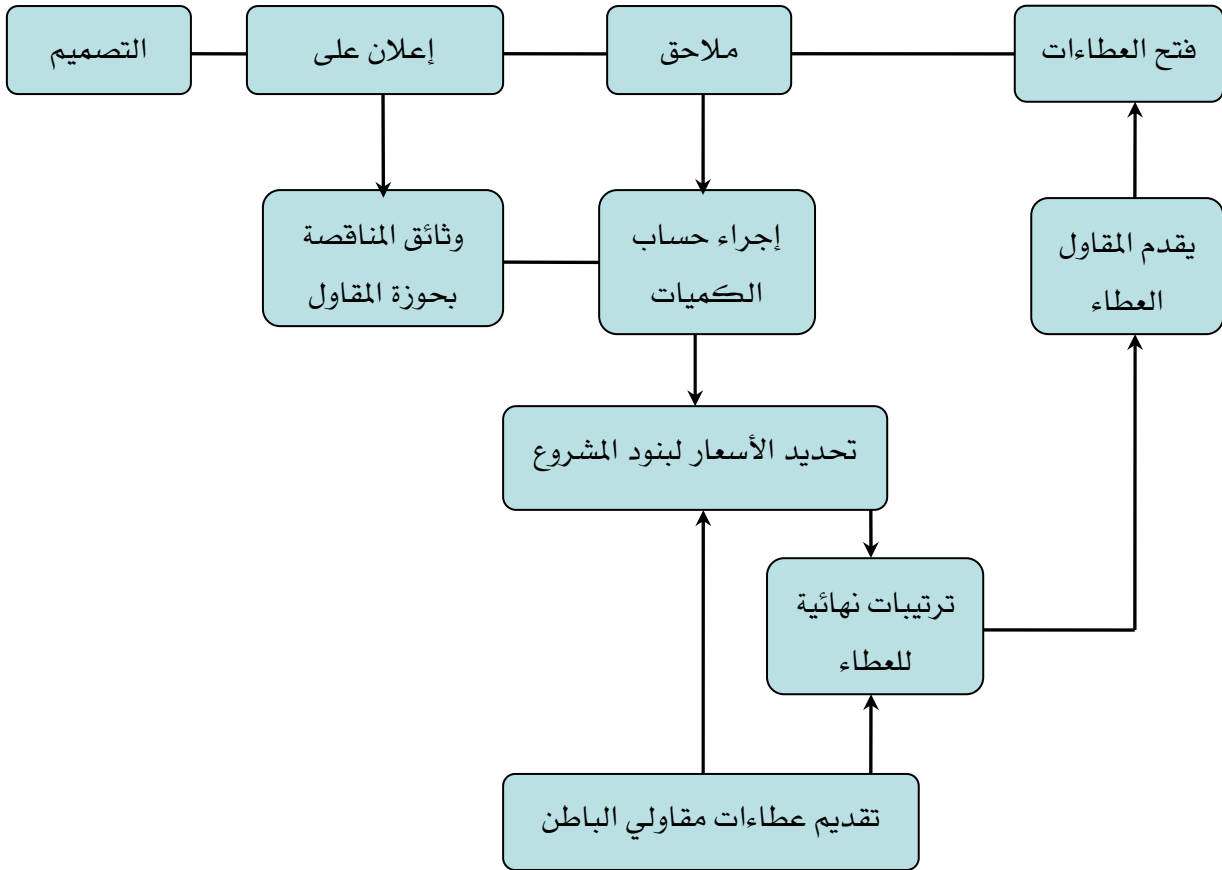 التصميم
إعلان على
ملاحق
فتح العطاءات
وثائق المناقصة
بحوزة المقاول
إجراء حساب
الكميات
يقدم المقاول
العطاء
تحديد الأسعار لبنود المشروع
ترتيبات نهائية
للعطاء
تقديم عطاءات مقاولي الباطن